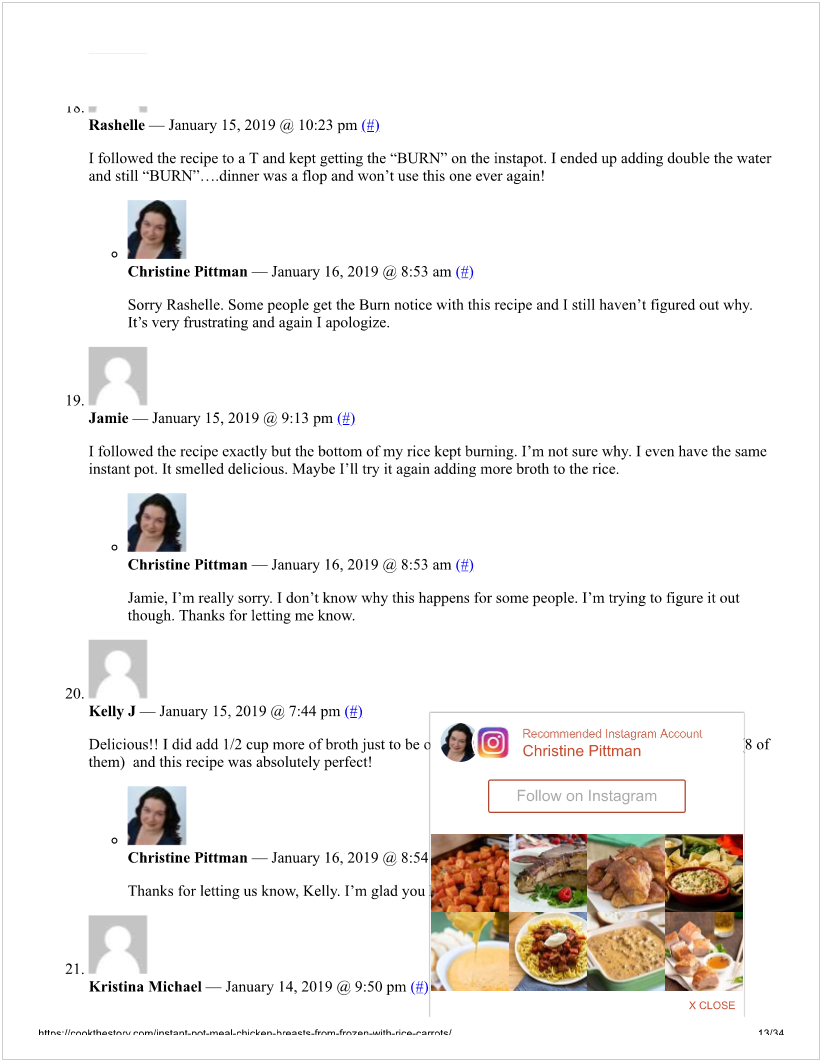 18.
Rashelle — January 15, 2019 @ 10:23 pm (#)
I followed the recipe to a T and kept getting the “BURN” on the instapot. I ended up adding double the water
and still “BURN”….dinner was a flop and won’t use this one ever again!
Christine Pittman — January 16, 2019 @ 8:53 am (#)
Sorry Rashelle. Some people get the Burn notice with this recipe and I still haven’t figured out why.
It’s very frustrating and again I apologize.
19.
Jamie — January 15, 2019 @ 9:13 pm (#)
I followed the recipe exactly but the bottom of my rice kept burning. I’m not sure why. I even have the same
instant pot. It smelled delicious. Maybe I’ll try it again adding more broth to the rice.
Christine Pittman — January 16, 2019 @ 8:53 am (#)
Jamie, I’m really sorry. I don’t know why this happens for some people. I’m trying to figure it out
though. Thanks for letting me know.
20.
Kelly J — January 15, 2019 @ 7:44 pm (#)
Delicious!! I did add 1/2 cup more of broth just to be o
8 of
them)  and this recipe was absolutely perfect!
Recommended Instagram Account
Christine Pittman
Follow on Instagram
Christine Pittman — January 16, 2019 @ 8:54
Thanks for letting us know, Kelly. I’m glad you
21.
Kristina Michael — January 14, 2019 @ 9:50 pm (#)
X CLOSE
https://cookthestory.com/instant-pot-meal-chicken-breasts-from-frozen-with-rice-carrots/
13/34